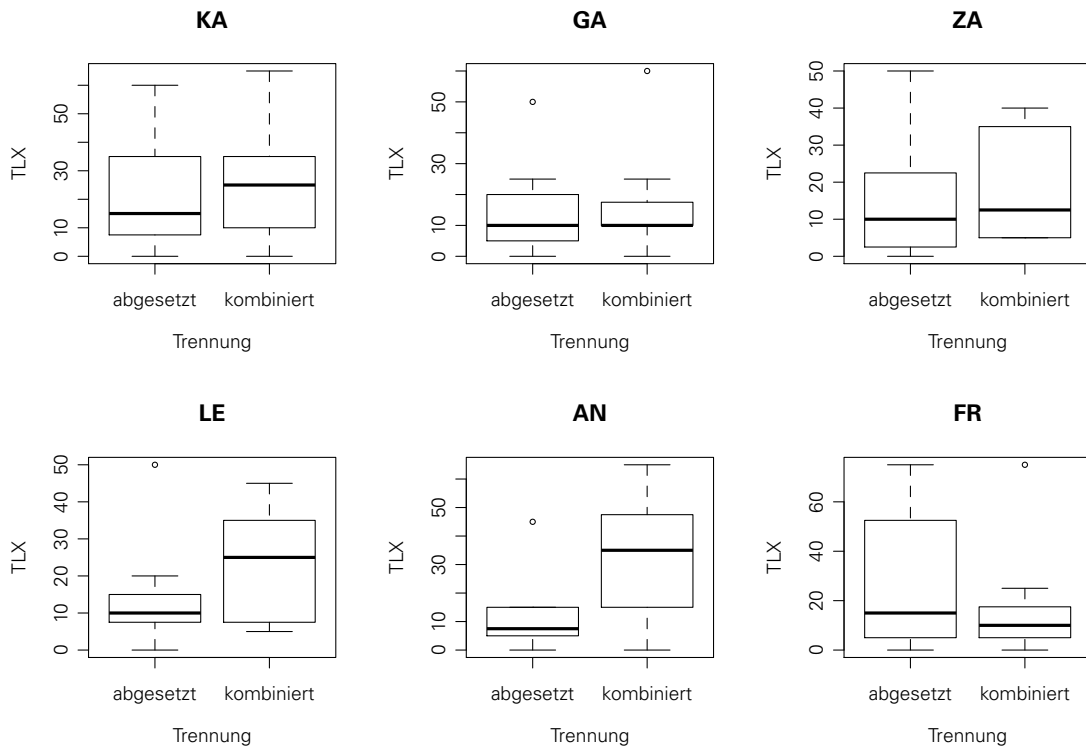 KA
TLX
0 10 30 50
abgesetzt kombiniert
Trennung
GA
TLX
0 10 30 50
abgesetzt kombiniert
Trennung
ZA
TLX
0 10 20 30 40 50
abgesetzt kombiniert
Trennung
LE
TLX
0 10 20 30 40 50
abgesetzt kombiniert
Trennung
AN
TLX
0 10 30 50
abgesetzt kombiniert
Trennung
FR
TLX
0 20 40 60
abgesetzt kombiniert
Trennung